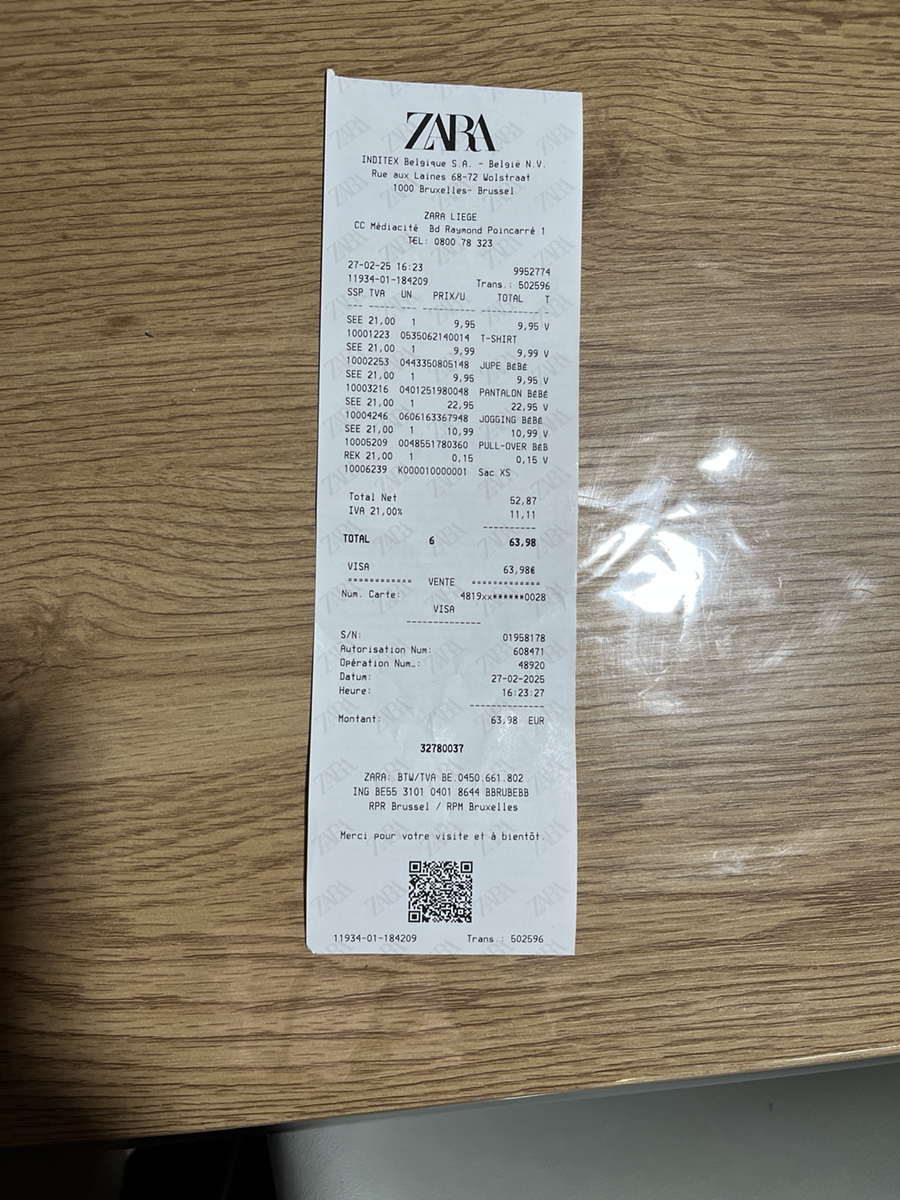 ZARA
INDITEX Belgique S.A. - België N.V.
Rue aux Laines 68-72 Wolstraat
1000 Bruxelles- Brussel
ZARA LIEGE
CC Médiacité Bd Raymond Poincarré 1
TEL: 0800 78 323
27-02-25 16:23 9952774
11934-01-184209 Trans.: 502596
SSP TVA UN PRIX/U TOTAL T
SEE 21,00 1 9,95 9,95 V
10001223 0535062140014 T-SHIRT
SEE 21,00 1 9,99 9,99 V
10002253 0443350805148 JUPE BéBé
SEE 21,00 1 9,95 9,95 V
10003216 0401251980048 PANTALON BéBé
SEE 21,00 1 22,95 22,95 V
10004246 0606163367948 JOGGING BéBé
SEE 21,00 1 10,99 10,99 V
10005209 0048551780360 PULL-OVER BéB
REK 21,00 1 0,15 0,15 V
10006239 K000010000001 Sac XS
Total Net 52,87
IVA 21,00% 11,11
TOTAL 6 63,98
VISA 63,98€
============ VENTE =============
Num. Carte: 4819xx******0028
VISA
S/N: 01958178
Autorisation Num: 608471
Opération Num.: 48920
Datum: 27-02-2025
Heure: 16:23:27
Montant: 63,98 EUR
32780037
ZARA: BTW/TVA BE.0450.661.802
ING BE55 3101 0401 8644 BBRUBEBB
RPR Brussel / RPM Bruxelles
Merci pour votre visite et à bientôt.
11934-01-184209 Trans.: 502596